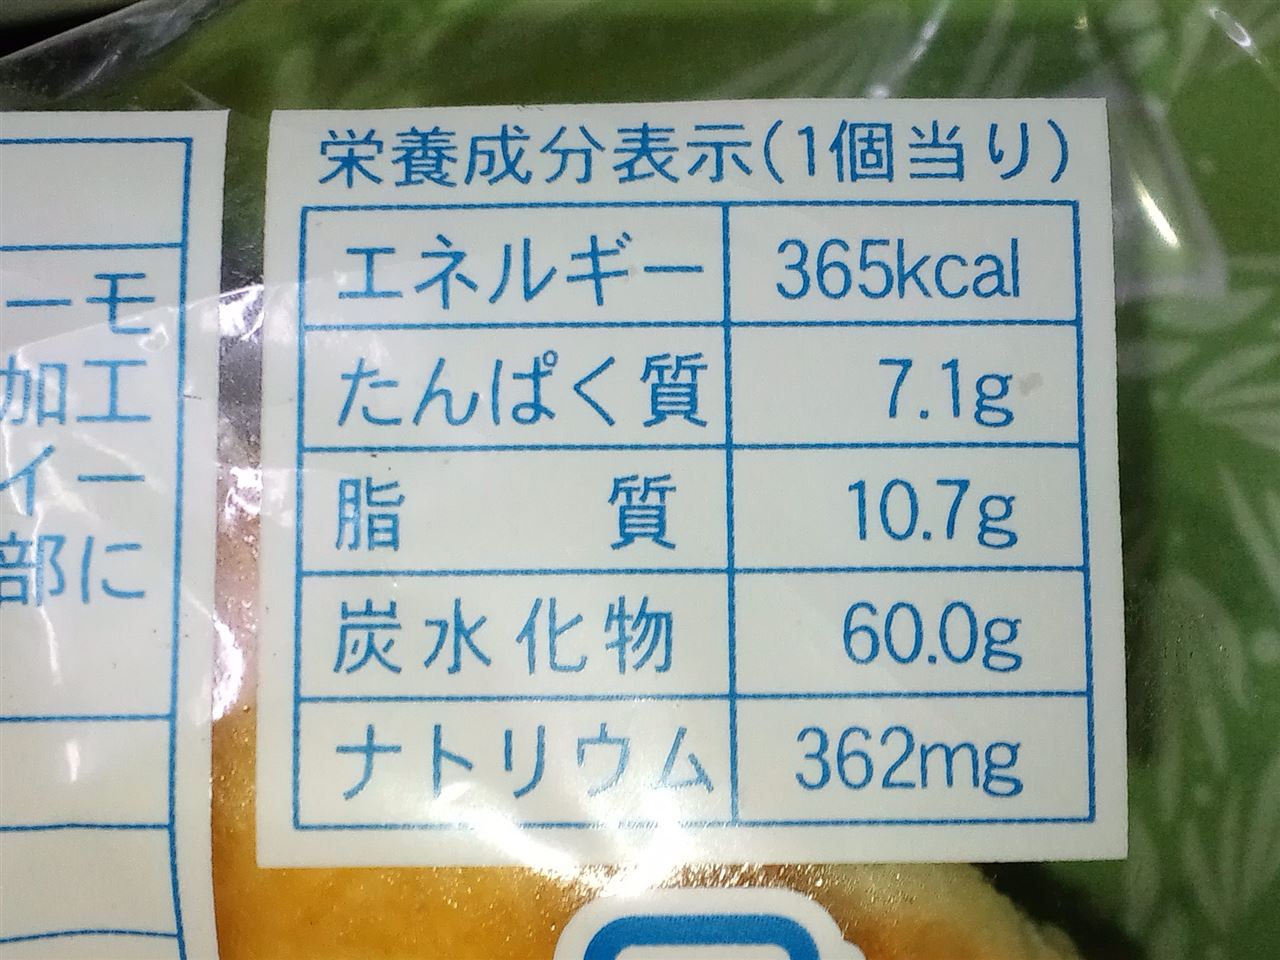 ーモ
加工
イー
部に
栄養成分表示(1個当り)
エネルギー 365kcal
たんぱく質 7.1g
脂質 10.7g
炭水化物 60.0g
ナトリウム 362mg